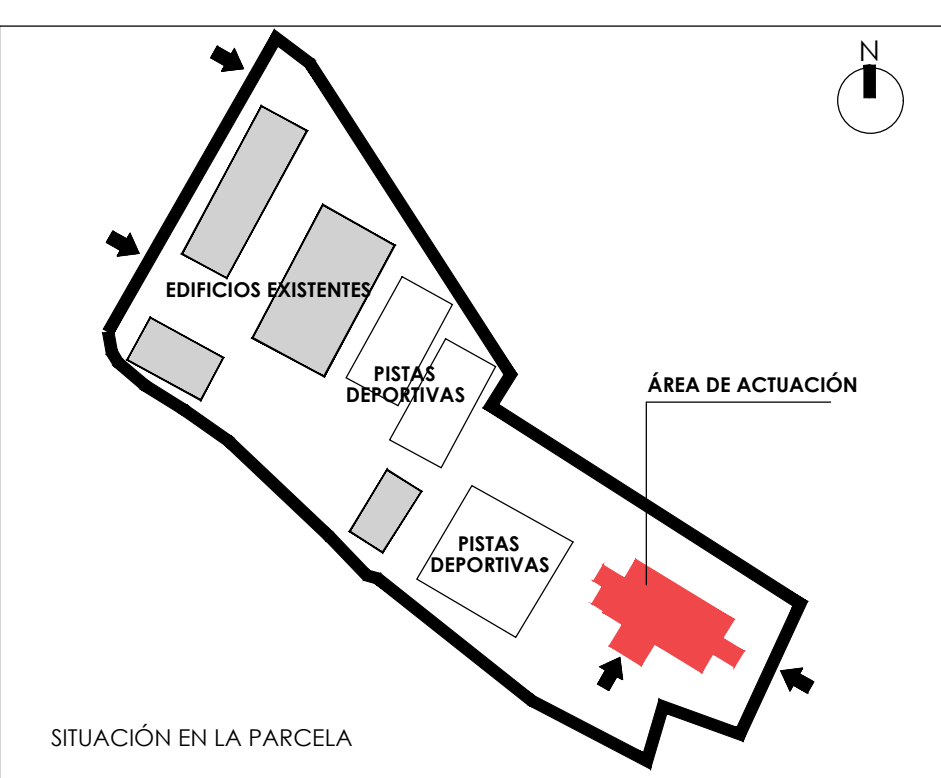 N
EDIFICIOS EXISTENTES
PISTAS
DEPORTIVAS
ÁREA DE ACTUACIÓN
PISTAS
DEPORTIVAS
SITUACIÓN EN LA PARCELA